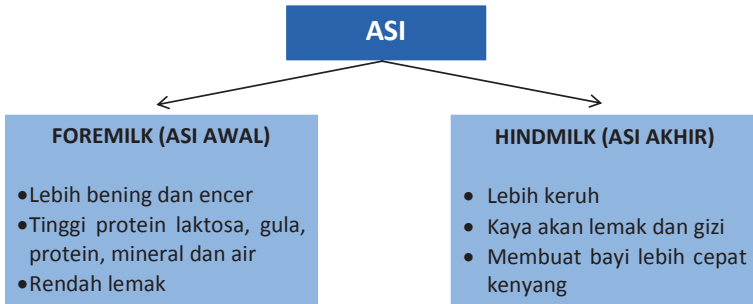 ASI
FOREMILK (ASI AWAL)
•Lebih bening dan encer
•Tinggi protein laktosa, gula,
protein, mineral dan air
•Rendah lemak
HINDMILK (ASI AKHIR)
• Lebih keruh
• Kaya akan lemak dan gizi
• Membuat bayi lebih cepat
kenyang